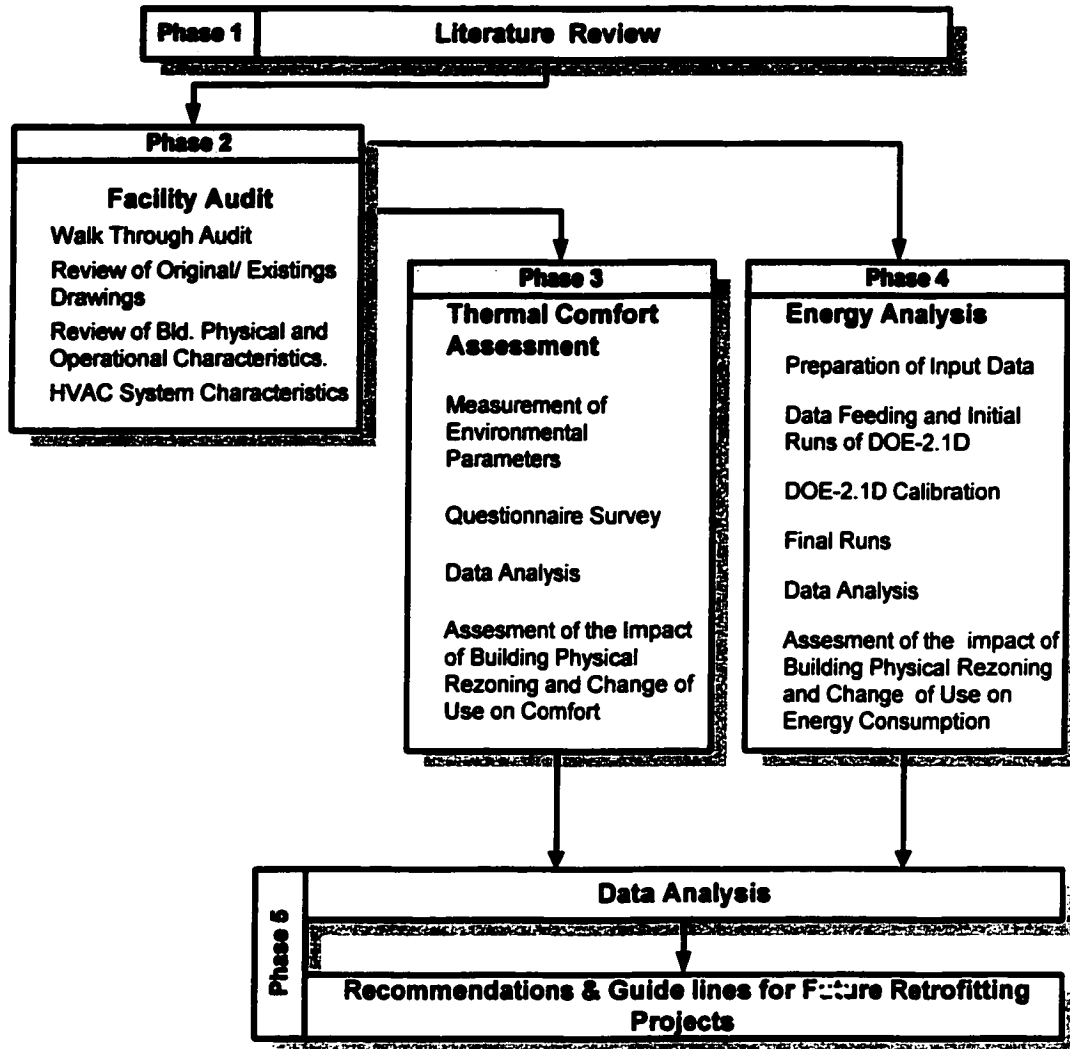 Phase 1
Literature Review
Phase 2
Facility Audit
Walk Through Audit
Review of Original/ Existings
Drawings
Review of Bld. Physical and
Operational Characteristics.
HVAC System Characteristics
Phase 3
Thermal Comfort
Assessment
Measurement of
Environmental
Parameters
Questionnaire Survey
Data Analysis
Assesment of the Impact
of Building Physical
Rezoning and Change of
Use on Comfort
Phase 4
Energy Analysis
Preparation of Input Data
Data Feeding and Initial
Runs of DOE-2.1D
DOE-2.1D Calibration
Final Runs
Data Analysis
Assesment of the impact of
Building Physical Rezoning
and Change of Use on
Energy Consumption
Phase 5
Data Analysis
Recommendations & Guide lines for Future Retrofitting
Projects